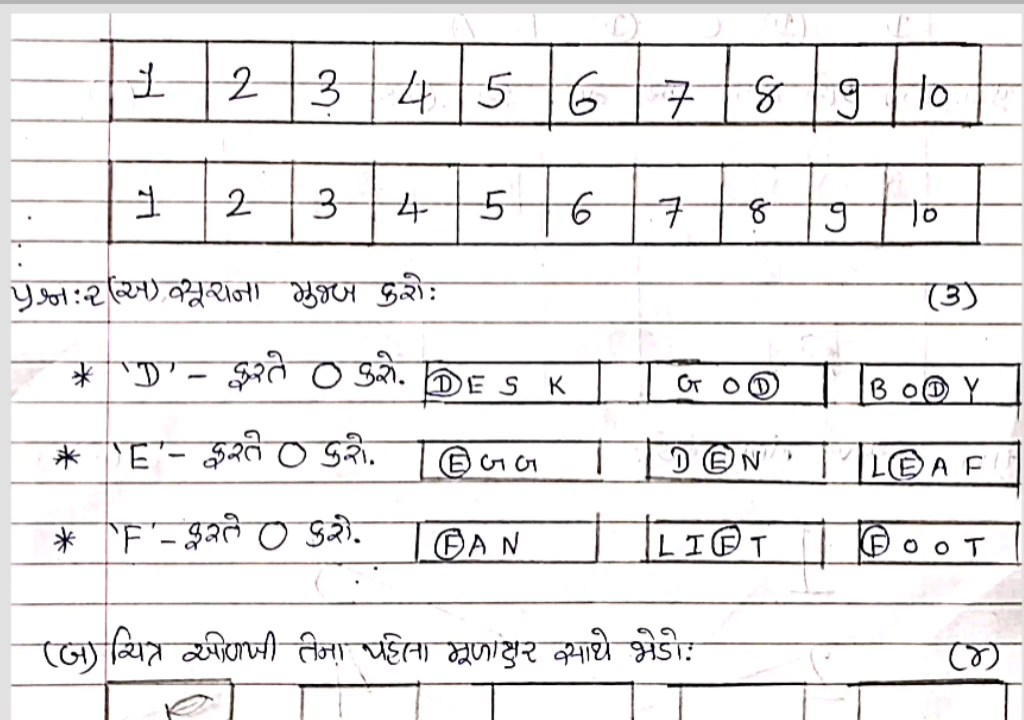 1 2 3 4 5 6 7 8 9 10
1 2 3 4 5 6 7 8 9 10
પ્રશ્ન:૨ (અ) સૂચના મુજબ કરો: (૩)
* 'D' - ફરતે O કરો. DESK GOD BODY
* 'E' - ફરતે O કરો. EGG DEN LEAF
* 'F' - ફરતે O કરો. FAN LIFT FOOT
(બ) ચિત્ર ઓળખી તેના પહેલા મૂળાક્ષર સાથે જોડો: (૪)